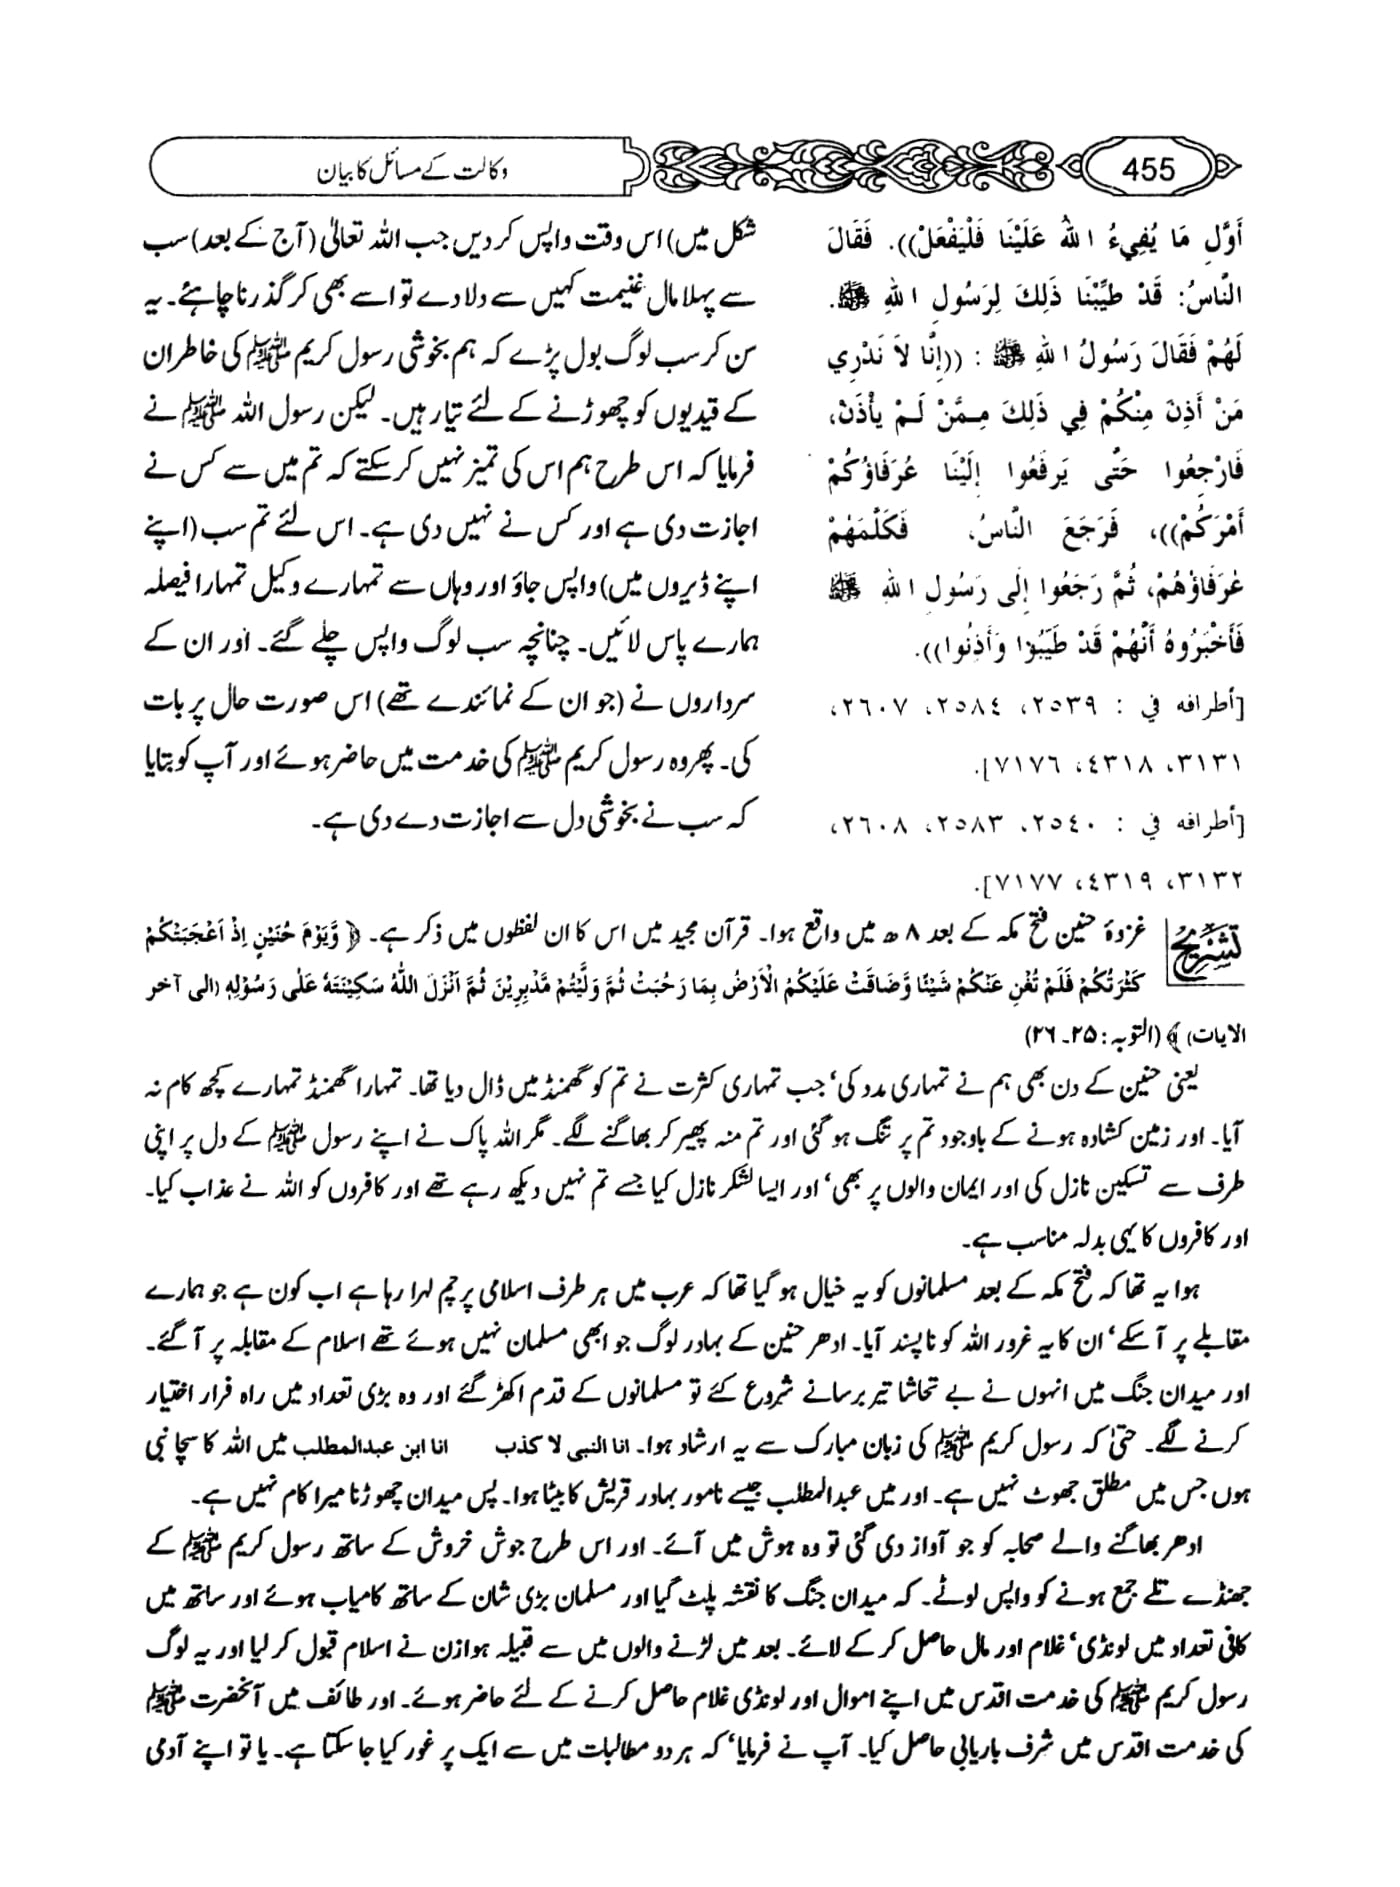 455
وکالت کے مسائل کا بیان
أَوَّلِ مَا يُفِيءُ اللهُ عَلَيْنَا فَلْيَفْعَلْ)). فَقَالَ
النَّاسُ: قَدْ طَيَّبْنَا ذَلِكَ لِرَسُولِ اللهِ ﷺ.
لَهُمْ فَقَالَ رَسُولُ اللهِ ﷺ : ((إِنَّا لاَ نَدْرِي
مَنْ أَذِنَ مِنْكُمْ فِي ذَلِكَ مِمَّنْ لَمْ يأْذَنْ،
فَارْجِعُوا حَتَّى يَرفَعُوا إِلَيْنَا عُرَفَاؤُكُمْ
أَمْرَكُمْ)))، فَرَجَعَ النَّاسُ، فَكَلَّمَهُمْ
عُرَفَاؤهُمْ، ثُمَّ رَجَعُوا إِلَى رَسُولِ اللهِ ﷺ
فَأَخْبَرُوهُ أَنَّهُمْ قَدْ طَيَّبُوا وَأَذِنُوا)).
[أطرافه في : ٢٥٣٩، ٢٥٨٤، ٢٦٠٧،
٣١٣١، ٤٣١٨، ٧١٧٦].
[أطرافه في : ٢٥٤٠، ٢٥٨٣، ٢٦٠٨،
٣١٣٢، ٤٣١٩، ٧١٧٧].
شکل میں) اس وقت واپس کر دیں جب اللہ تعالیٰ (آج کے بعد) سب
سے پہلا مال غنیمت کہیں سے دلا دے تو اسے بھی کر گذرنا چاہئے۔ یہ
سن کر سب لوگ بول پڑے کہ ہم بخوشی رسول کریم ﷺ کی خاطر ان
کے قیدیوں کو چھوڑنے کے لئے تیار ہیں۔ لیکن رسول اللہ ﷺ نے
فرمایا کہ اس طرح ہم اس کی تمیز نہیں کر سکتے کہ تم میں سے کس نے
اجازت دی ہے اور کس نے نہیں دی ہے۔ اس لئے تم سب (اپنے
اپنے ڈیروں میں) واپس جاؤ اور وہاں سے تمہارے وکیل تمہارا فیصلہ
ہمارے پاس لائیں۔ چنانچہ سب لوگ واپس چلے گئے۔ اور ان کے
سرداروں نے (جو ان کے نمائندے تھے) اس صورت حال پر بات
کی۔ پھر وہ رسول کریم ﷺ کی خدمت میں حاضر ہوئے اور آپ کو بتایا
کہ سب نے بخوشی دل سے اجازت دے دی ہے۔
تشریح غزوۂ حنین فتح مکہ کے بعد ۸ ھ میں واقع ہوا۔ قرآن مجید میں اس کا ان لفظوں میں ذکر ہے۔ ﴿ وَّيَوْمَ حُنَيْنٍ اِذْ اَعْجَبَتْكُمْ
كَثْرَتُكُمْ فَلَمْ تُغْنِ عَنْكُمْ شَيْئًا وَّضَاقَتْ عَلَيْكُمُ الْاَرْضُ بِمَا رَحُبَتْ ثُمَّ وَلَّيْتُمْ مُّدْبِرِيْنَ ثُمَّ اَنْزَلَ اللّٰهُ سَكِيْنَتَهُ عَلٰى رَسُوْلِهِ (الى آخر
الايات) ﴾ (التوبہ: ۲۵۔۲۶)
یعنی حنین کے دن بھی ہم نے تمہاری مدد کی‘ جب تمہاری کثرت نے تم کو گھمنڈ میں ڈال دیا تھا۔ تمہارا گھمنڈ تمہارے کچھ کام نہ
آیا۔ اور زمین کشادہ ہونے کے باوجود تم پر تنگ ہو گئی اور تم منہ پھیر کر بھاگنے لگے۔ مگر اللہ پاک نے اپنے رسول ﷺ کے دل پر اپنی
طرف سے تسکین نازل کی اور ایمان والوں پر بھی‘ اور ایسا لشکر نازل کیا جسے تم نہیں دیکھ رہے تھے اور کافروں کو اللہ نے عذاب کیا۔
اور کافروں کا یہی بدلہ مناسب ہے۔
ہوا یہ تھا کہ فتح مکہ کے بعد مسلمانوں کو یہ خیال ہو گیا تھا کہ عرب میں ہر طرف اسلامی پرچم لہرا رہا ہے اب کون ہے جو ہمارے
مقابلے پر آ سکے‘ ان کا یہ غرور اللہ کو ناپسند آیا۔ ادھر حنین کے بہادر لوگ جو ابھی مسلمان نہیں ہوئے تھے اسلام کے مقابلہ پر آ گئے۔
اور میدان جنگ میں انہوں نے بے تحاشا تیر برسانے شروع کئے تو مسلمانوں کے قدم اکھڑ گئے اور وہ بڑی تعداد میں راہ فرار اختیار
کرنے لگے۔ حتیٰ کہ رسول کریم ﷺ کی زبان مبارک سے یہ ارشاد ہوا۔ انا النبی لا کذب انا ابن عبدالمطلب میں اللہ کا سچا نبی
ہوں جس میں مطلق جھوٹ نہیں ہے۔ اور میں عبدالمطلب جیسے نامور بہادر قریش کا بیٹا ہوا۔ پس میدان چھوڑنا میرا کام نہیں ہے۔
ادھر بھاگنے والے صحابہ کو جو آواز دی گئی تو وہ ہوش میں آئے۔ اور اس طرح جوش خروش کے ساتھ رسول کریم ﷺ کے
جھنڈے تلے جمع ہونے کو واپس لوٹے۔ کہ میدان جنگ کا نقشہ پلٹ گیا اور مسلمان بڑی شان کے ساتھ کامیاب ہوئے اور ساتھ میں
کافی تعداد میں لونڈی‘ غلام اور مال حاصل کر کے لائے۔ بعد میں لڑنے والوں میں سے قبیلہ ہوازن نے اسلام قبول کر لیا اور یہ لوگ
رسول کریم ﷺ کی خدمت اقدس میں اپنے اموال اور لونڈی غلام حاصل کرنے کے لئے حاضر ہوئے۔ اور طائف میں آنحضرت ﷺ
کی خدمت اقدس میں شرف باریابی حاصل کیا۔ آپ نے فرمایا‘ کہ ہر دو مطالبات میں سے ایک پر غور کیا جا سکتا ہے۔ یا تو اپنے آدمی